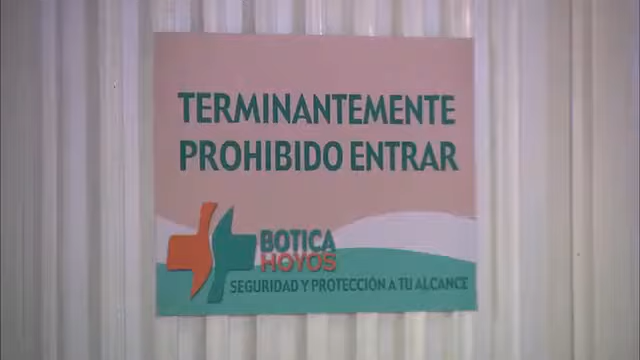 TERMINANTEMENTE
PROHIBIDO ENTRAR
BOTICA
HOYOS
SEGURIDAD Y PROTECCIÓN A TU ALCANCE